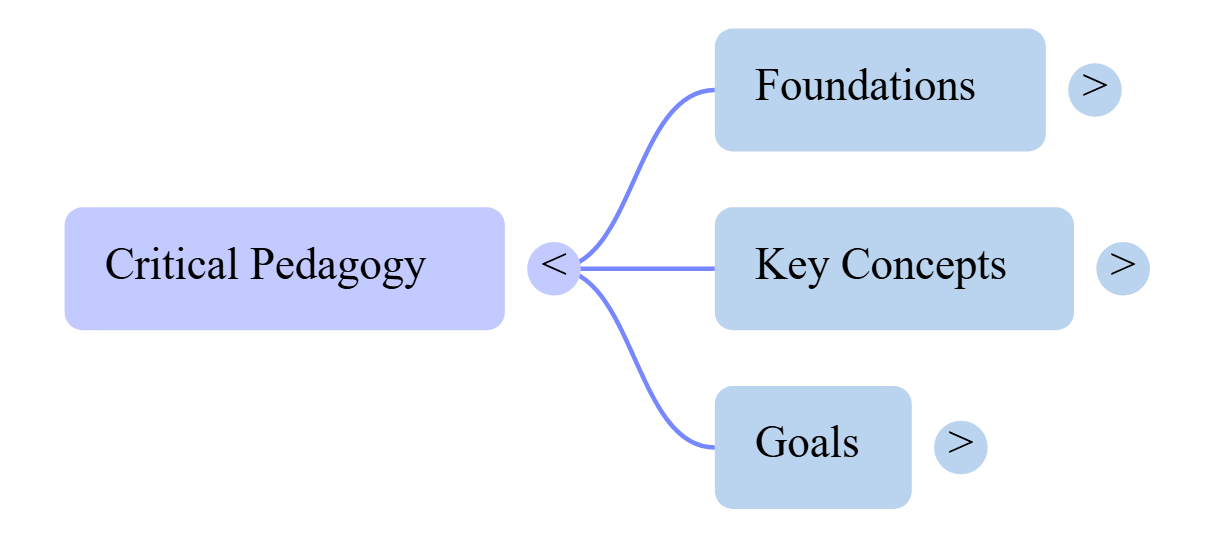 Foundations >
Critical Pedagogy < Key Concepts >
Goals >